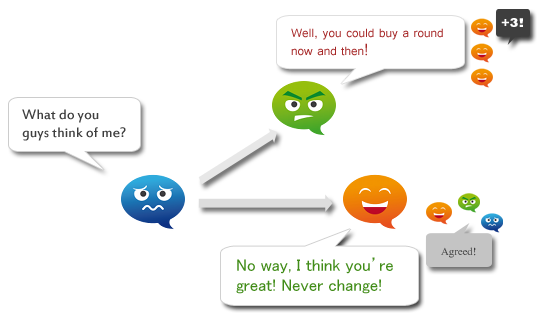 Well, you could buy a round
now and then!
+3!
What do you
guys think of me?
No way, I think you're
great! Never change!
Agreed!